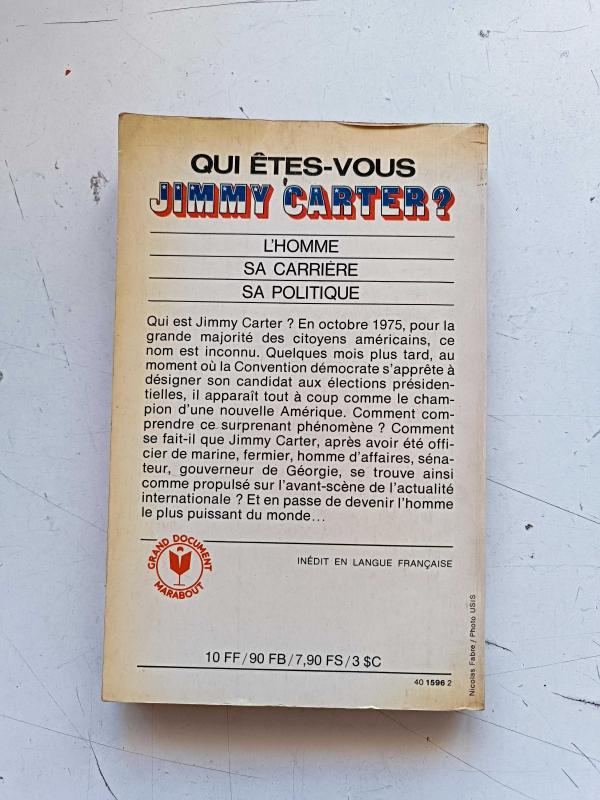 QUI ÊTES-VOUS
JIMMY CARTER?
L'HOMME
SA CARRIÈRE
SA POLITIQUE
Qui est Jimmy Carter ? En octobre 1975, pour la
grande majorité des citoyens américains, ce
nom est inconnu. Quelques mois plus tard, au
moment où la Convention démocrate s'apprête à
désigner son candidat aux élections présiden-
tielles, il apparaît tout à coup comme le cham-
pion d'une nouvelle Amérique. Comment com-
prendre ce surprenant phénomène ? Comment
se fait-il que Jimmy Carter, après avoir été offi-
cier de marine, fermier, homme d'affaires, séna-
teur, gouverneur de Géorgie, se trouve ainsi
comme propulsé sur l'avant-scène de l'actualité
internationale ? Et en passe de devenir l'homme
le plus puissant du monde...
GRAND DOCUMENT
MARABOUT
INÉDIT EN LANGUE FRANÇAISE
10 FF/90 FB/7,90 FS/3 $C
40 1596 2
Nicolas Fabre / Photo USIS